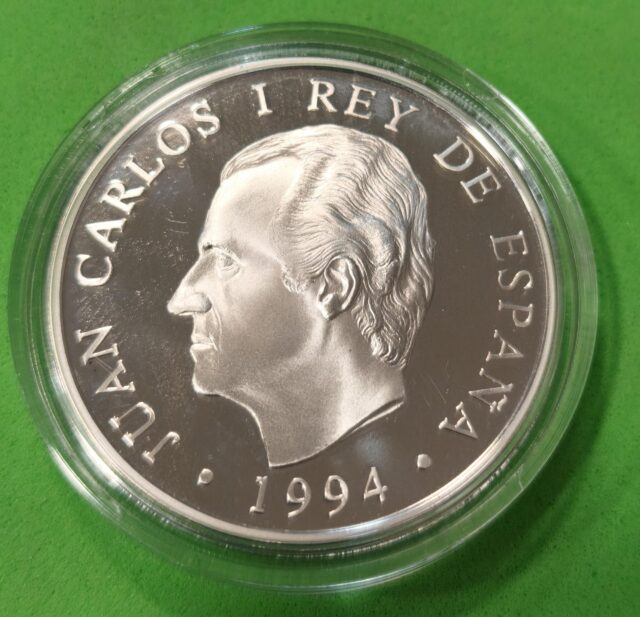 JUAN CARLOS I REY DE ESPAÑA
• 1994 •